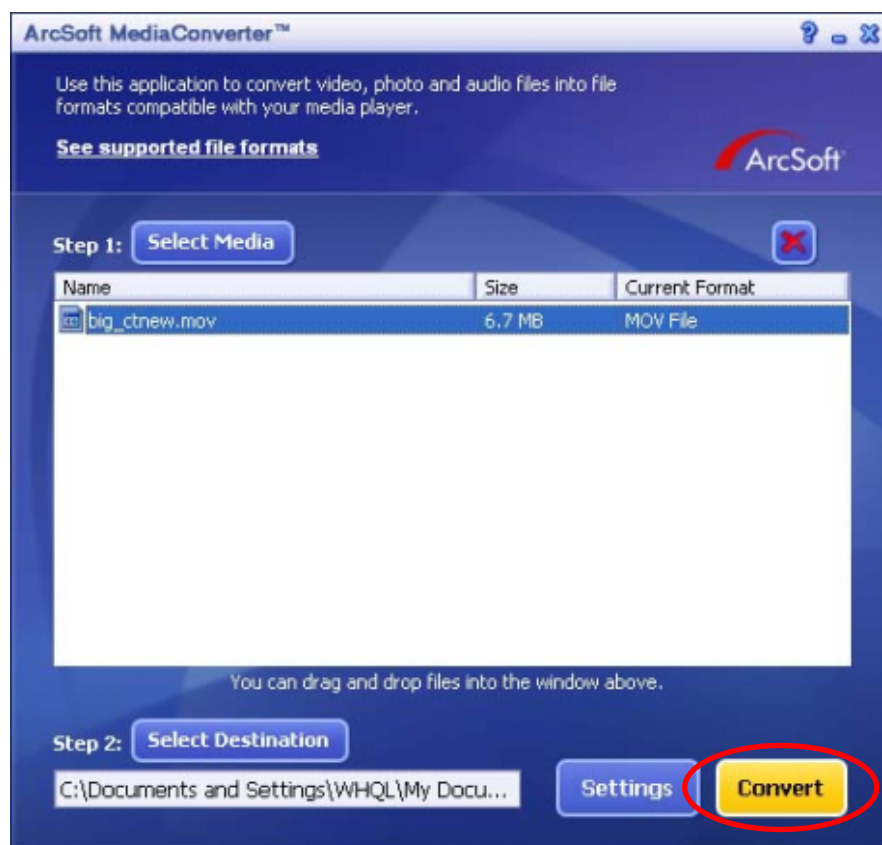 ArcSoft MediaConverter™
Use this application to convert video, photo and audio files into file
formats compatible with your media player.
See supported file formats
ArcSoft®
Step 1: Select Media
Name Size Current Format
big_ctnew.mov 6.7 MB MOV File
You can drag and drop files into the window above.
Step 2: Select Destination
C:\Documents and Settings\WHQL\My Docu...
Settings Convert